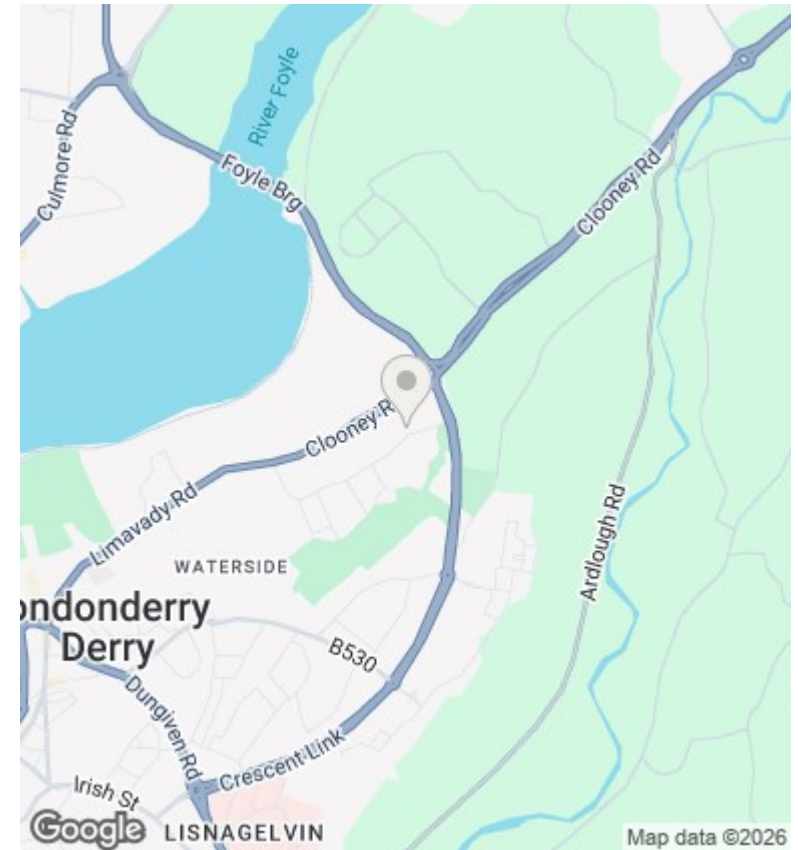 River Foyle
Culmore Rd
Foyle Brg
Clooney Rd
Clooney R
Limavady Rd
WATERSIDE
Ardlough Rd
ondonderry
Derry
B530
Dungiven Rd
Crescent Link
Irish St
Google
LISNAGELVIN
Map data ©2026